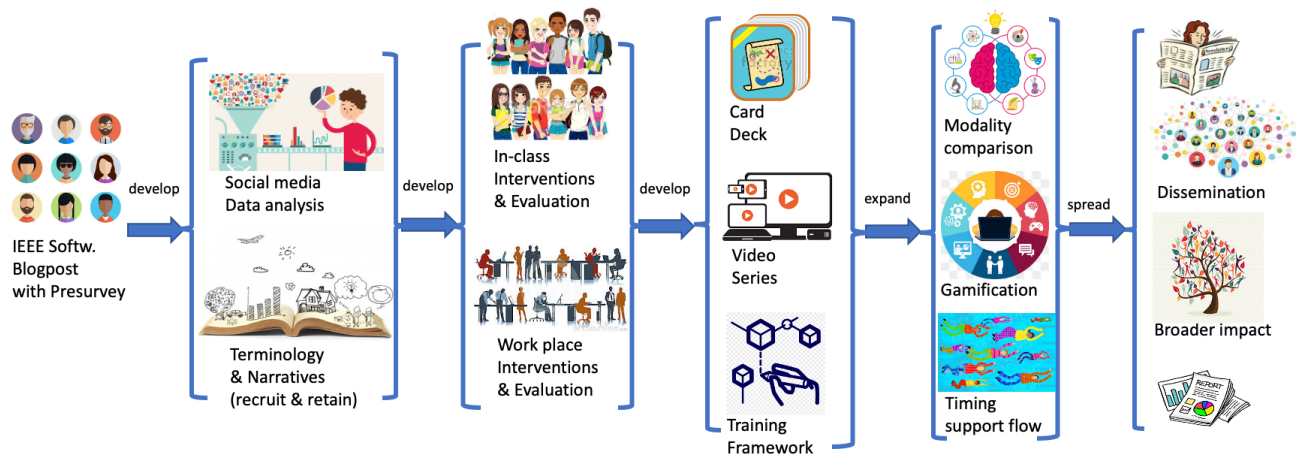 IEEE Softw.
Blogpost
with Presurvey
develop
Social media
Data analysis
Terminology
& Narratives
(recruit & retain)
develop
In-class
Interventions
& Evaluation
Work place
Interventions
& Evaluation
develop
Card
Deck
Video
Series
Training
Framework
expand
Modality
comparison
Gamification
Timing
support flow
spread
Dissemination
Broader impact
REPORT